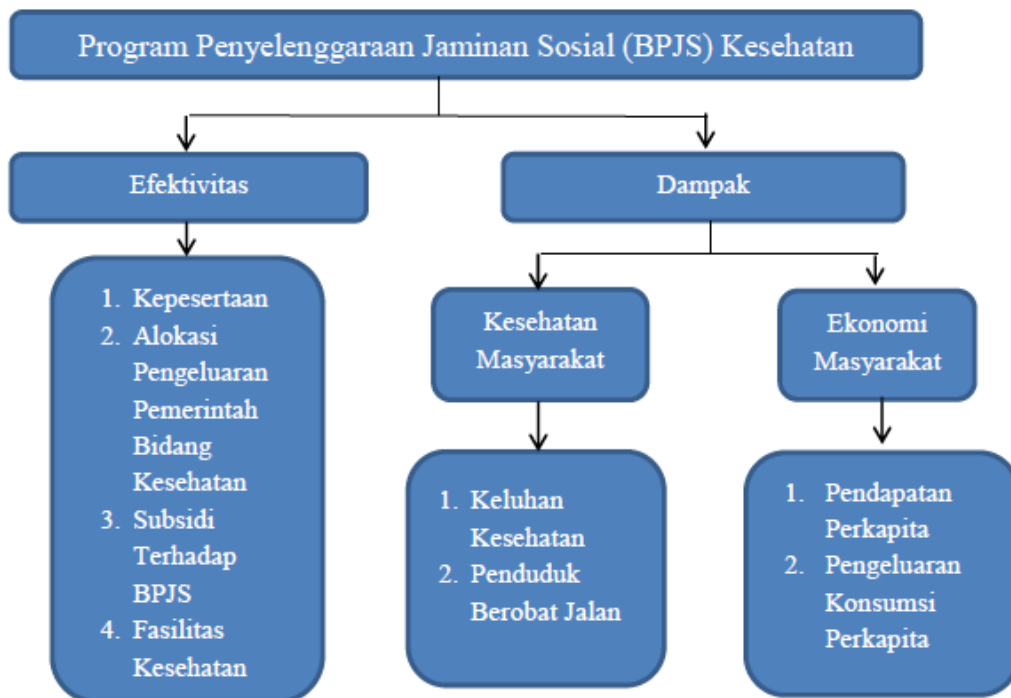 Program Penyelenggaraan Jaminan Sosial (BPJS) Kesehatan
Efektivitas
Dampak
1. Kepesertaan
2. Alokasi
Pengeluaran
Pemerintah
Bidang
Kesehatan
3. Subsidi
Terhadap
BPJS
4. Fasilitas
Kesehatan
Kesehatan
Masyarakat
Ekonomi
Masyarakat
1. Keluhan
Kesehatan
2. Penduduk
Berobat Jalan
1. Pendapatan
Perkapita
2. Pengeluaran
Konsumsi
Perkapita